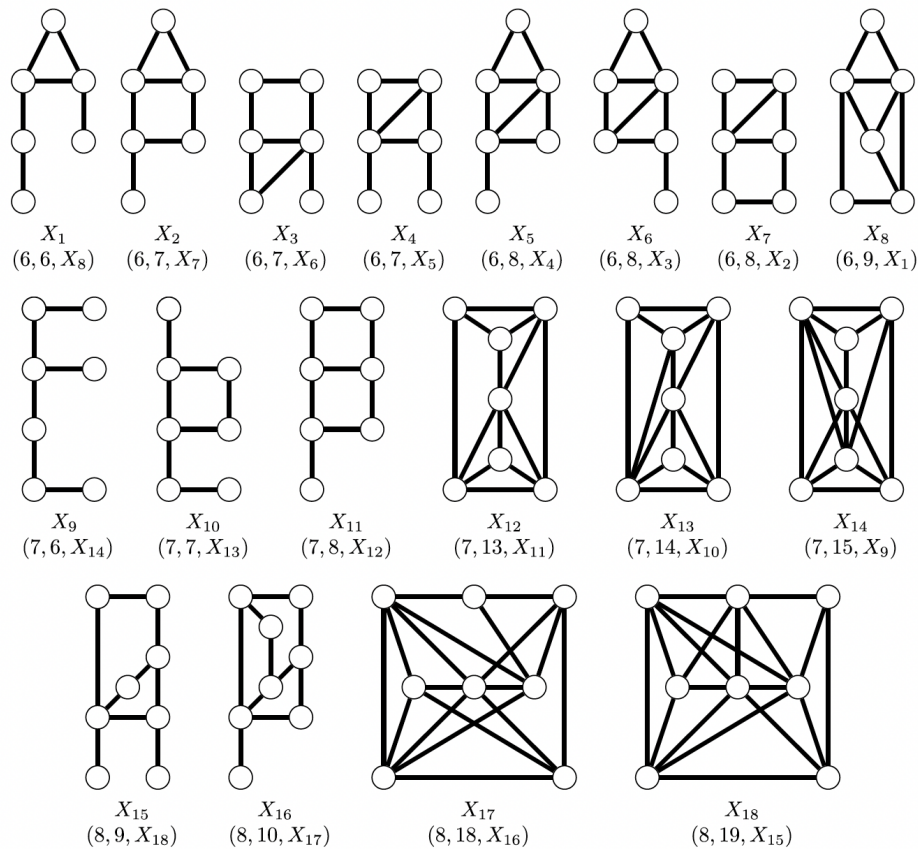 X₁ X₂ X₃ X₄ X₅ X₆ X₇ X₈
(6, 6, X₈) (6, 7, X₇) (6, 7, X₆) (6, 7, X₅) (6, 8, X₄) (6, 8, X₃) (6, 8, X₂) (6, 9, X₁)
X₉ X₁₀ X₁₁ X₁₂ X₁₃ X₁₄
(7, 6, X₁₄) (7, 7, X₁₃) (7, 8, X₁₂) (7, 13, X₁₁) (7, 14, X₁₀) (7, 15, X₉)
X₁₅ X₁₆ X₁₇ X₁₈
(8, 9, X₁₈) (8, 10, X₁₇) (8, 18, X₁₆) (8, 19, X₁₅)